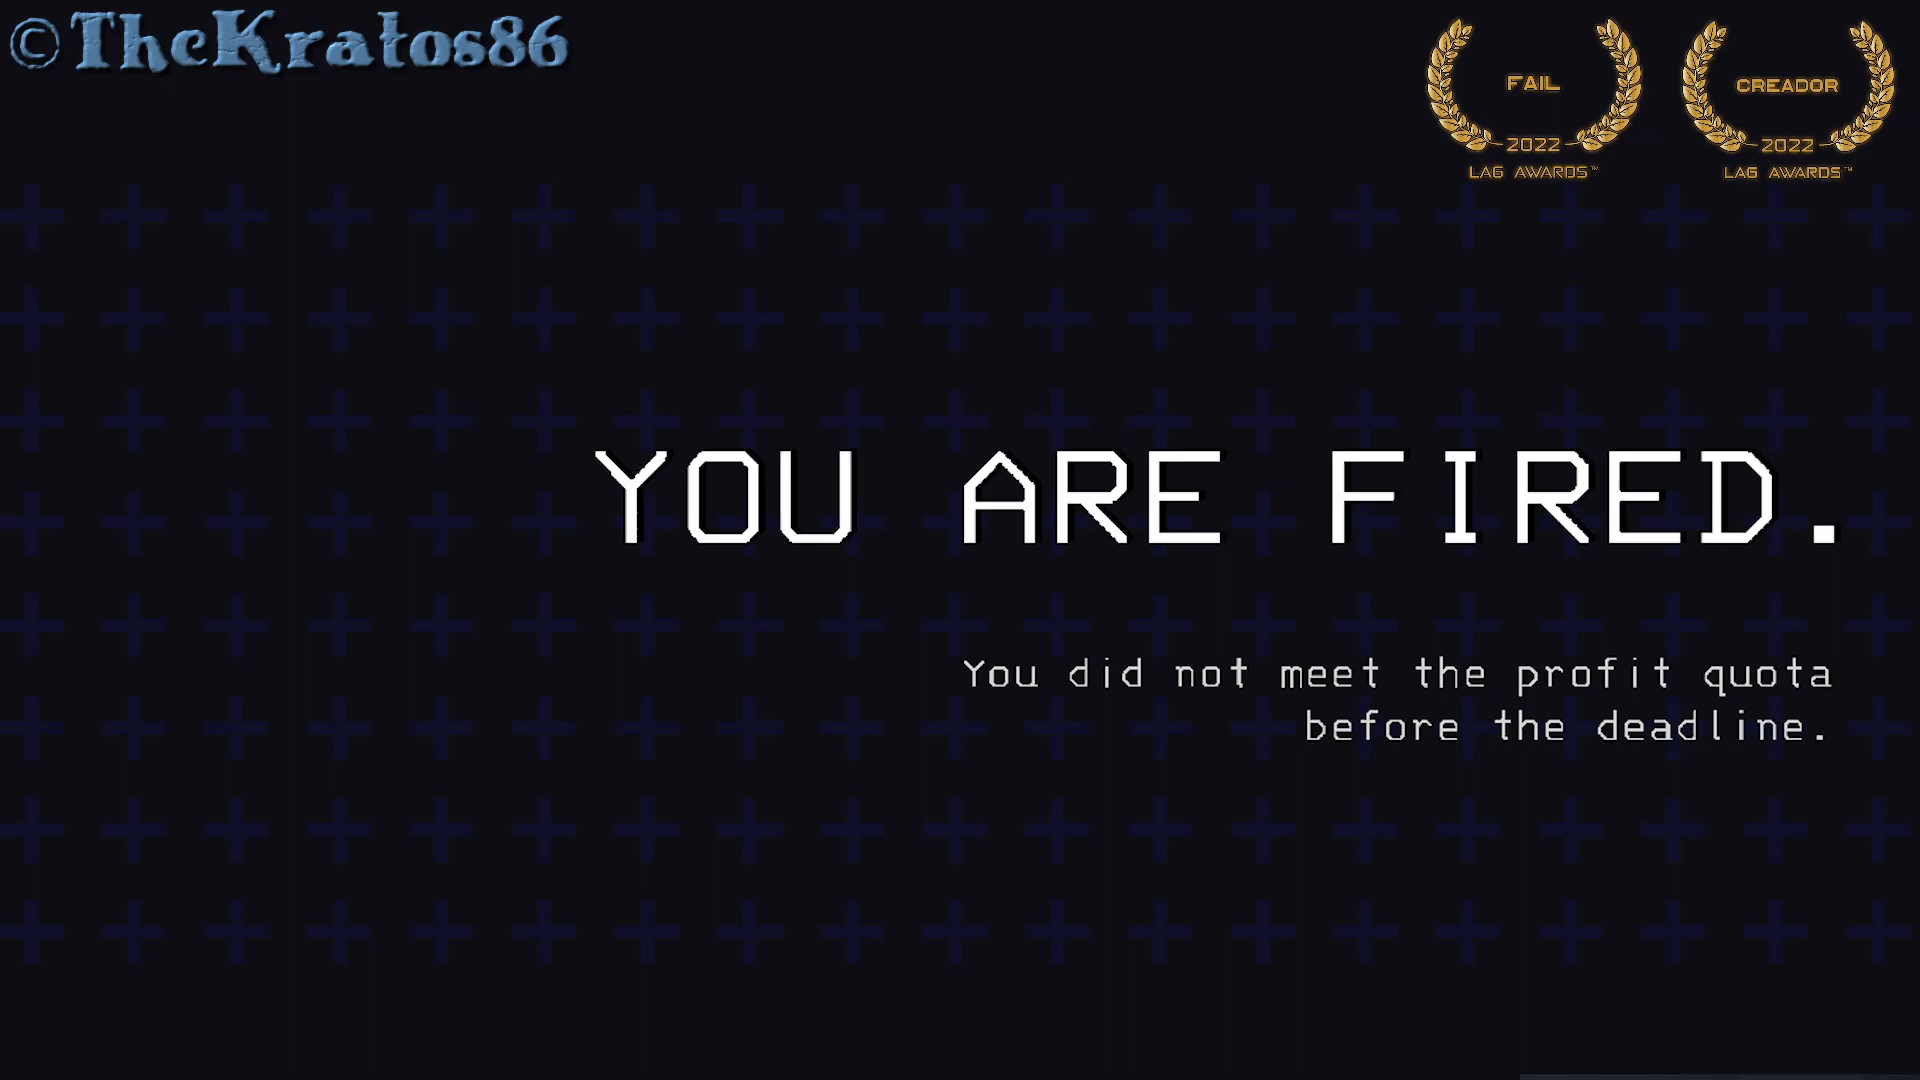 ©TheKratos86
FAIL
2022
LAG AWARDS™
CREADOR
2022
LAG AWARDS™
YOU ARE FIRED.
You did not meet the profit quota
before the deadline.